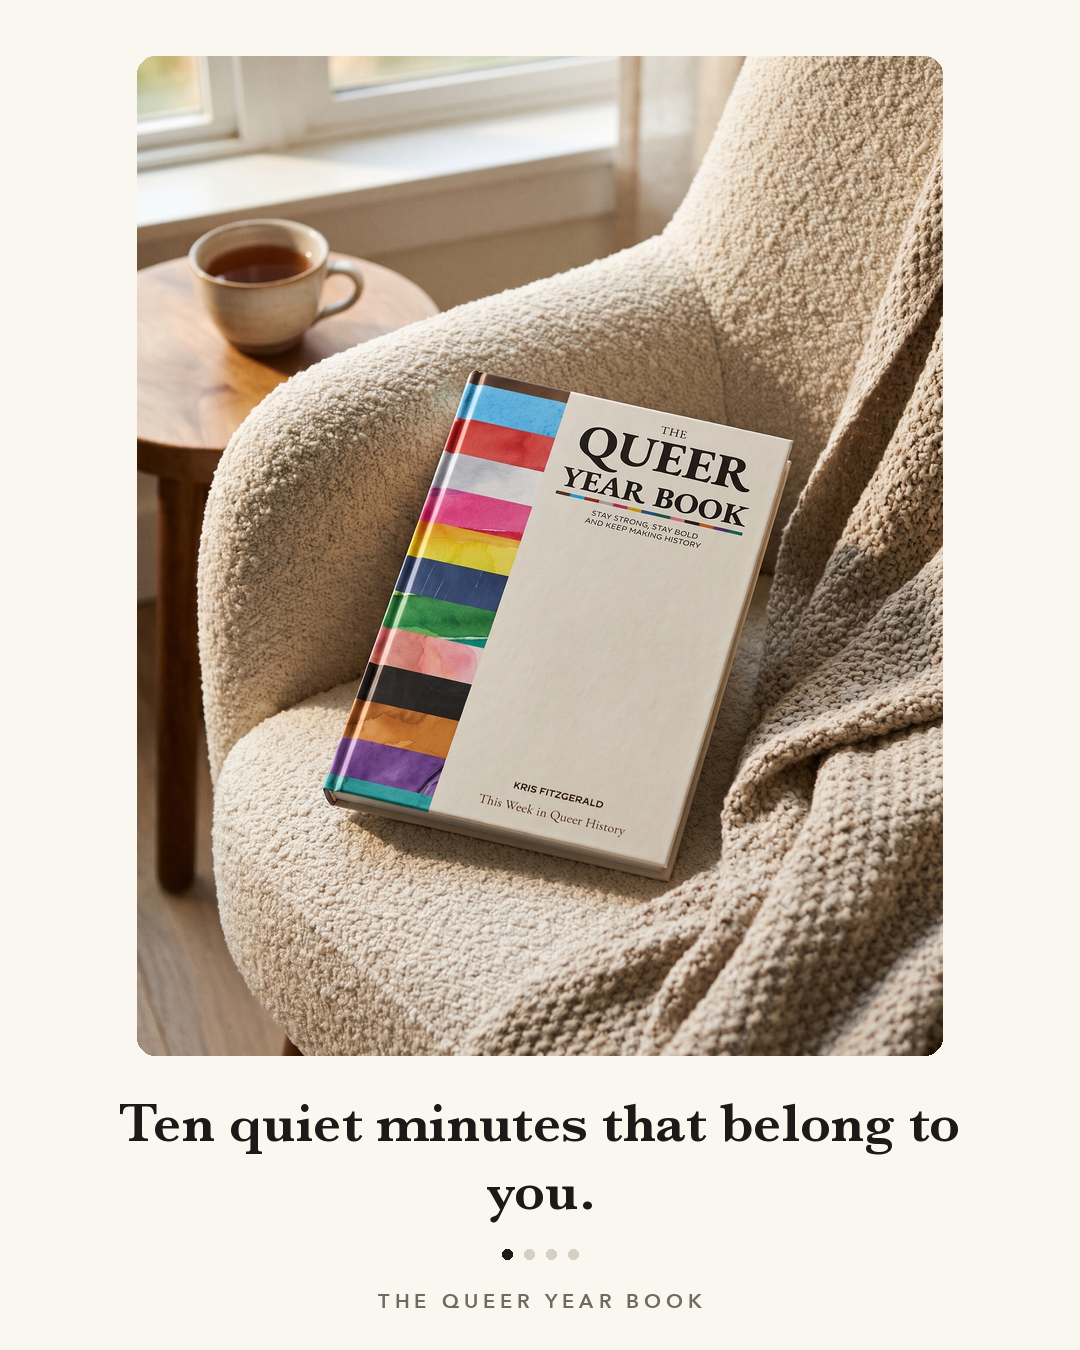 THE
QUEER
YEAR BOOK
STAY STRONG, STAY BOLD
AND KEEP MAKING HISTORY
KRIS FITZGERALD
This Week in Queer History
Ten quiet minutes that belong to
you.
THE QUEER YEAR BOOK